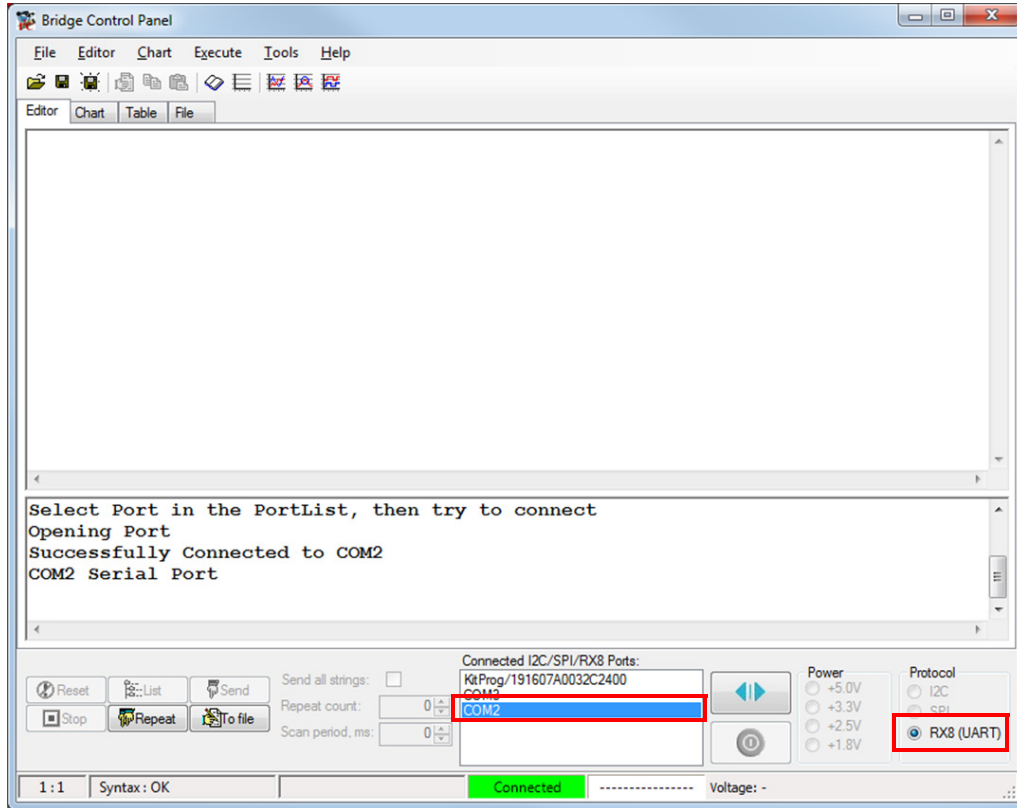 Bridge Control Panel
File Editor Chart Execute Tools Help
Editor Chart Table File
Select Port in the PortList, then try to connect
Opening Port
Successfully Connected to COM2
COM2 Serial Port
Connected I2C/SPI/RX8 Ports:
KitProg/191607A0032C2400
COM3
COM2
Reset List Send
Stop Repeat To file
Send all strings:
Repeat count: 0
Scan period, ms: 0
Power
+5.0V
+3.3V
+2.5V
+1.8V
Protocol
I2C
SPI
RX8 (UART)
1:1 Syntax : OK Connected ---------------- Voltage: -